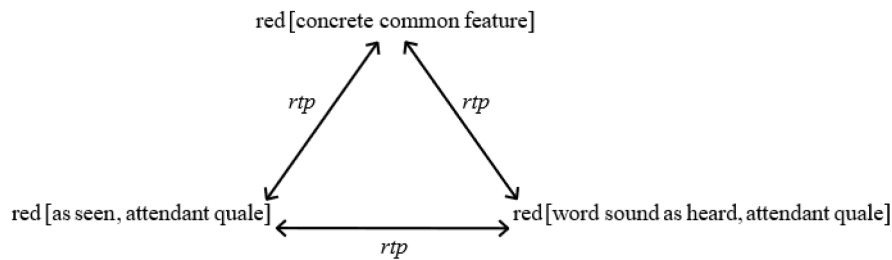 red [concrete common feature]
rtp rtp
red [as seen, attendant quale] red [word sound as heard, attendant quale]
rtp